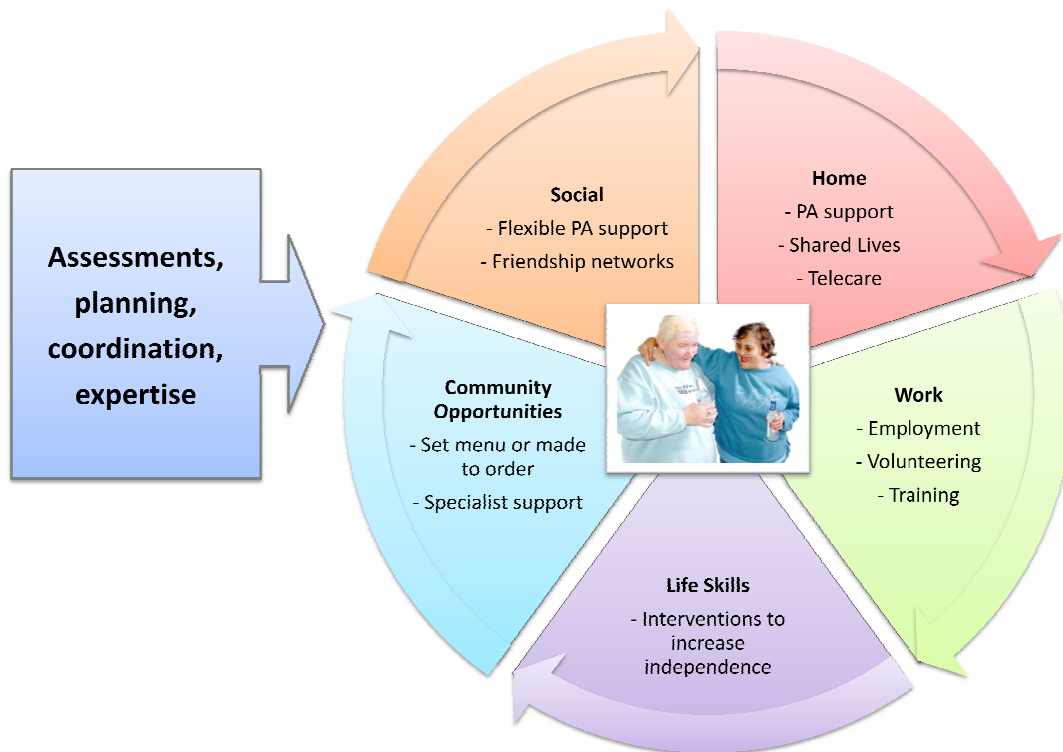 Assessments,
planning,
coordination,
expertise
Social
- Flexible PA support
- Friendship networks
Home
- PA support
- Shared Lives
- Telecare
Work
- Employment
- Volunteering
- Training
Life Skills
- Interventions to
increase
independence
Community
Opportunities
- Set menu or made
to order
- Specialist support